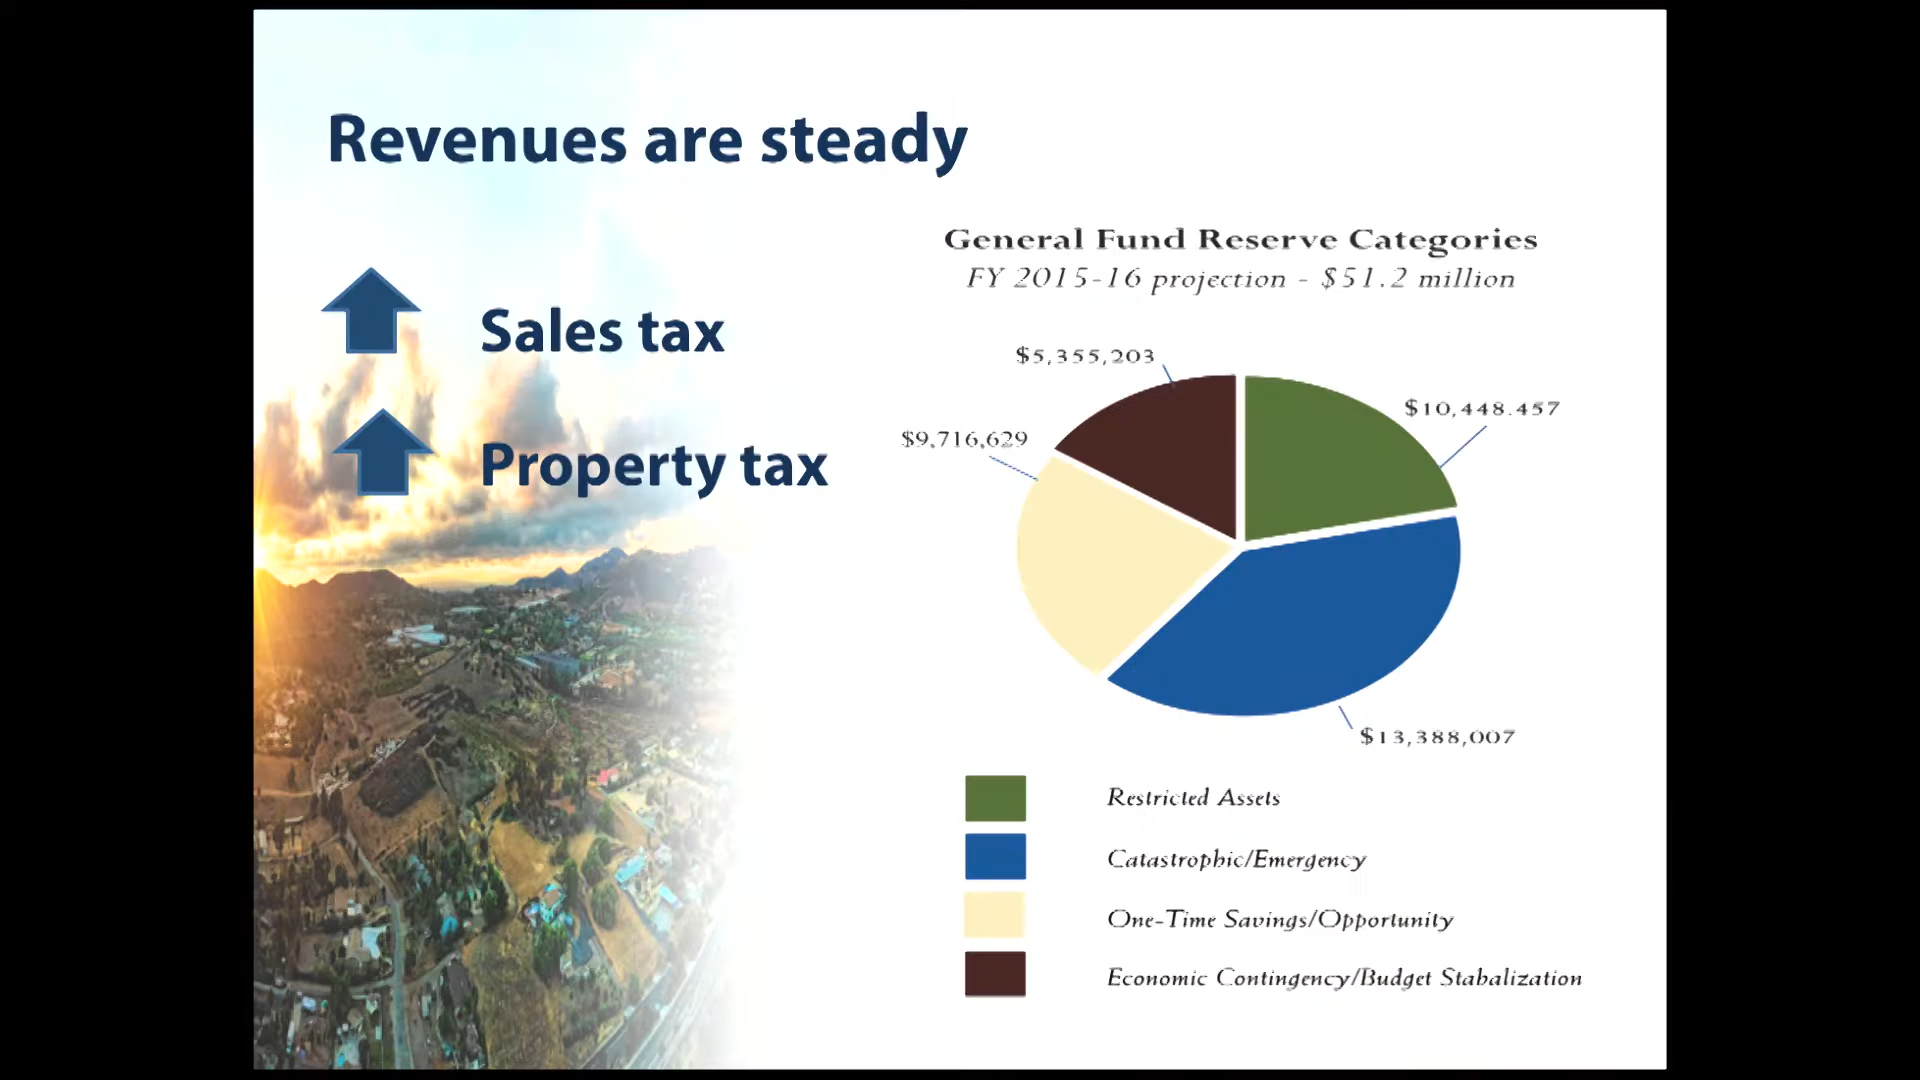 Revenues are steady
Sales tax
Property tax
General Fund Reserve Categories
FY 2015-16 projection - $51.2 million
$5,355,203
$10,448.457
$9,716,629
$13,388,007
Restricted Assets
Catastrophic/Emergency
One-Time Savings/Opportunity
Economic Contingency/Budget Stabalization